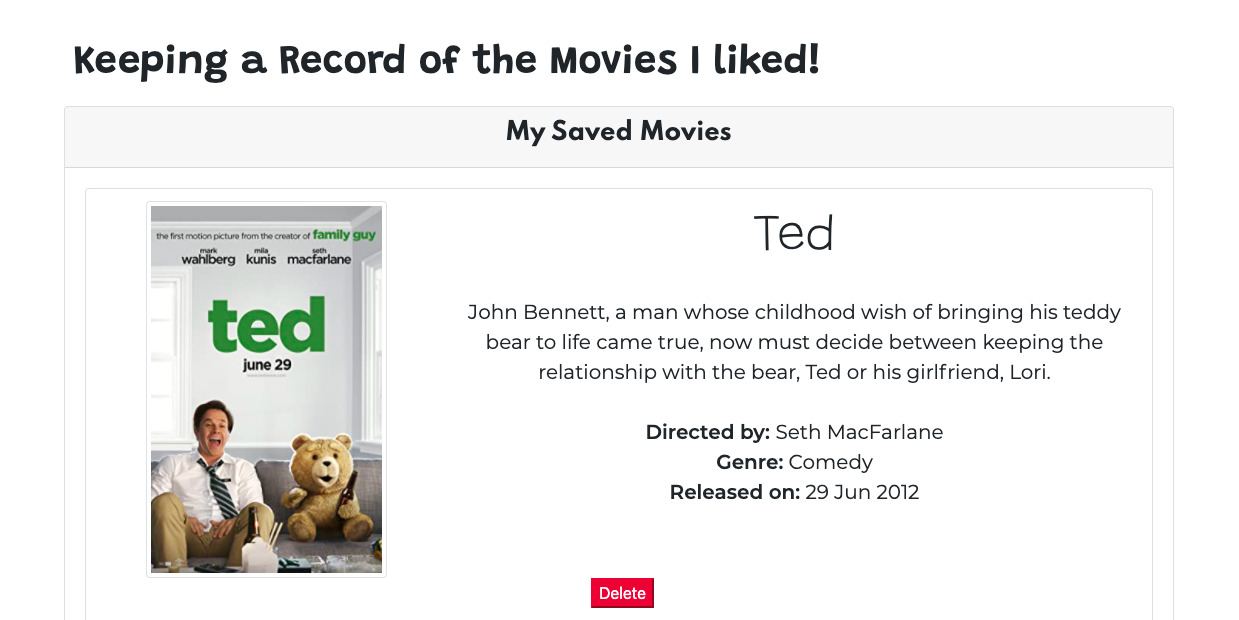 Keeping a Record of the Movies I liked!
My Saved Movies
the first motion picture from the creator of family guy
mark wahlberg mila kunis seth macfarlane
ted
june 29
Ted
John Bennett, a man whose childhood wish of bringing his teddy
bear to life came true, now must decide between keeping the
relationship with the bear, Ted or his girlfriend, Lori.
Directed by: Seth MacFarlane
Genre: Comedy
Released on: 29 Jun 2012
Delete